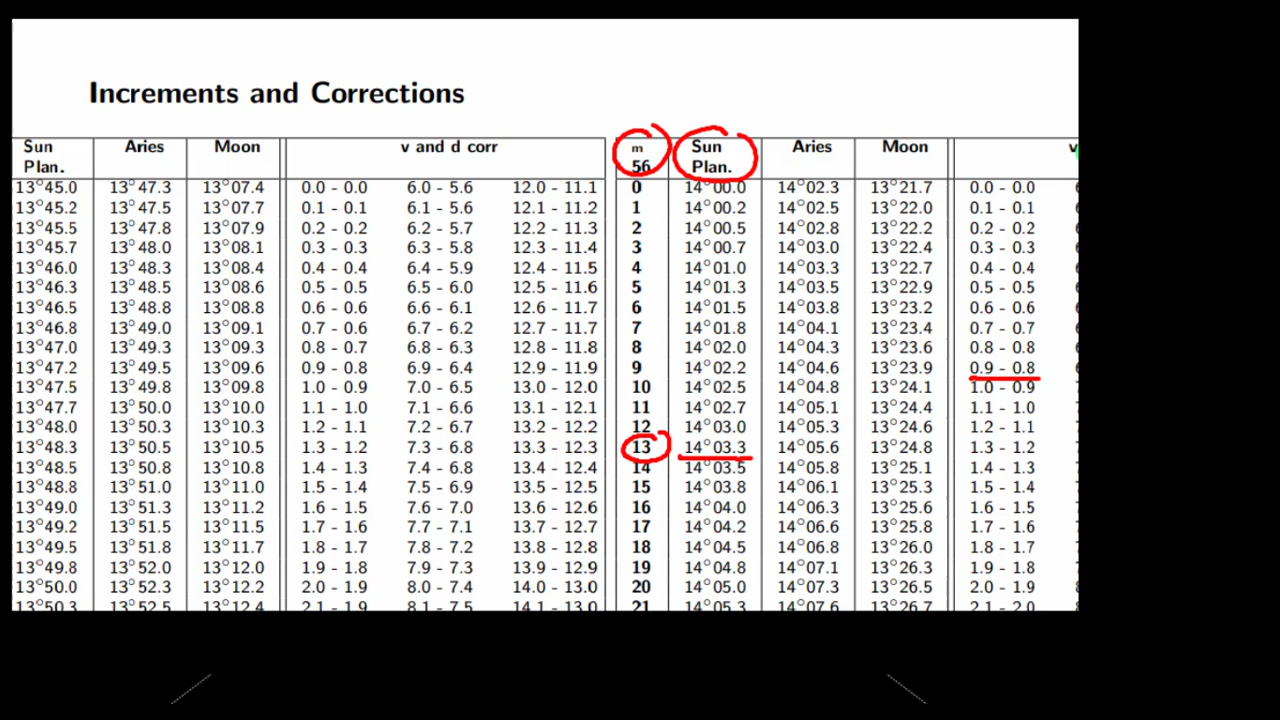 Increments and Corrections
Sun Aries Moon v and d corr m Sun Aries Moon v
Plan. 56 Plan.
13°45.0 13°47.3 13°07.4 0.0 - 0.0 6.0 - 5.6 12.0 - 11.1 0 14°00.0 14°02.3 13°21.7 0.0 - 0.0
13°45.2 13°47.5 13°07.7 0.1 - 0.1 6.1 - 5.6 12.1 - 11.2 1 14°00.2 14°02.5 13°22.0 0.1 - 0.1
13°45.5 13°47.8 13°07.9 0.2 - 0.2 6.2 - 5.7 12.2 - 11.3 2 14°00.5 14°02.8 13°22.2 0.2 - 0.2
13°45.7 13°48.0 13°08.1 0.3 - 0.3 6.3 - 5.8 12.3 - 11.4 3 14°00.7 14°03.0 13°22.4 0.3 - 0.3
13°46.0 13°48.3 13°08.4 0.4 - 0.4 6.4 - 5.9 12.4 - 11.5 4 14°01.0 14°03.3 13°22.7 0.4 - 0.4
13°46.3 13°48.5 13°08.6 0.5 - 0.5 6.5 - 6.0 12.5 - 11.6 5 14°01.3 14°03.5 13°22.9 0.5 - 0.5
13°46.5 13°48.8 13°08.8 0.6 - 0.6 6.6 - 6.1 12.6 - 11.7 6 14°01.5 14°03.8 13°23.2 0.6 - 0.6
13°46.8 13°49.0 13°09.1 0.7 - 0.6 6.7 - 6.2 12.7 - 11.7 7 14°01.8 14°04.1 13°23.4 0.7 - 0.7
13°47.0 13°49.3 13°09.3 0.8 - 0.7 6.8 - 6.3 12.8 - 11.8 8 14°02.0 14°04.3 13°23.6 0.8 - 0.8
13°47.2 13°49.5 13°09.6 0.9 - 0.8 6.9 - 6.4 12.9 - 11.9 9 14°02.2 14°04.6 13°23.9 0.9 - 0.8
13°47.5 13°49.8 13°09.8 1.0 - 0.9 7.0 - 6.5 13.0 - 12.0 10 14°02.5 14°04.8 13°24.1 1.0 - 0.9
13°47.7 13°50.0 13°10.0 1.1 - 1.0 7.1 - 6.6 13.1 - 12.1 11 14°02.7 14°05.1 13°24.4 1.1 - 1.0
13°48.0 13°50.3 13°10.3 1.2 - 1.1 7.2 - 6.7 13.2 - 12.2 12 14°03.0 14°05.3 13°24.6 1.2 - 1.1
13°48.3 13°50.5 13°10.5 1.3 - 1.2 7.3 - 6.8 13.3 - 12.3 13 14°03.3 14°05.6 13°24.8 1.3 - 1.2
13°48.5 13°50.8 13°10.8 1.4 - 1.3 7.4 - 6.8 13.4 - 12.4 14 14°03.5 14°05.8 13°25.1 1.4 - 1.3
13°48.8 13°51.0 13°11.0 1.5 - 1.4 7.5 - 6.9 13.5 - 12.5 15 14°03.8 14°06.1 13°25.3 1.5 - 1.4
13°49.0 13°51.3 13°11.2 1.6 - 1.5 7.6 - 7.0 13.6 - 12.6 16 14°04.0 14°06.3 13°25.6 1.6 - 1.5
13°49.2 13°51.5 13°11.5 1.7 - 1.6 7.7 - 7.1 13.7 - 12.7 17 14°04.2 14°06.6 13°25.8 1.7 - 1.6
13°49.5 13°51.8 13°11.7 1.8 - 1.7 7.8 - 7.2 13.8 - 12.8 18 14°04.5 14°06.8 13°26.0 1.8 - 1.7
13°49.8 13°52.0 13°12.0 1.9 - 1.8 7.9 - 7.3 13.9 - 12.9 19 14°04.8 14°07.1 13°26.3 1.9 - 1.8
13°50.0 13°52.3 13°12.2 2.0 - 1.9 8.0 - 7.4 14.0 - 13.0 20 14°05.0 14°07.3 13°26.5 2.0 - 1.9
13°50.3 13°52.5 13°12.4 2.1 - 1.9 8.1 - 7.5 14.1 - 13.0 21 14°05.3 14°07.6 13°26.7 2.1 - 2.0